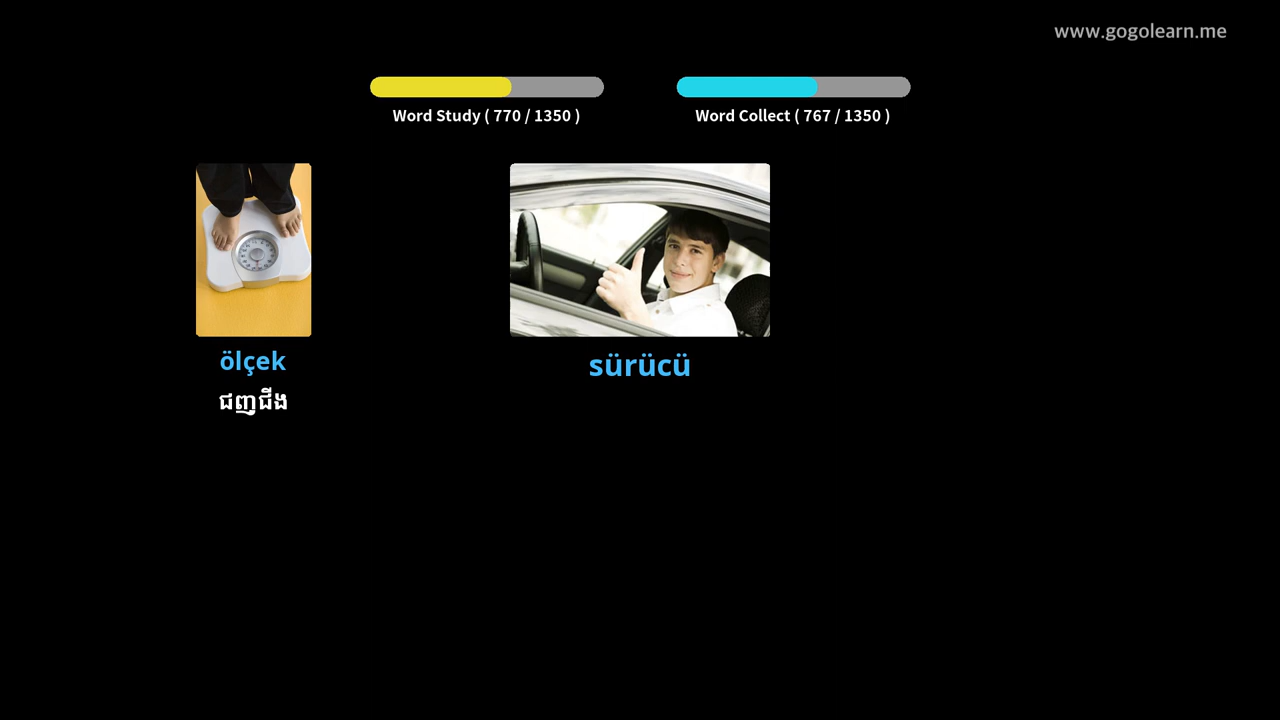 www.gogolearn.me
Word Study ( 770 / 1350 )
Word Collect ( 767 / 1350 )
ölçek
ជញ្ជីង
sürücü